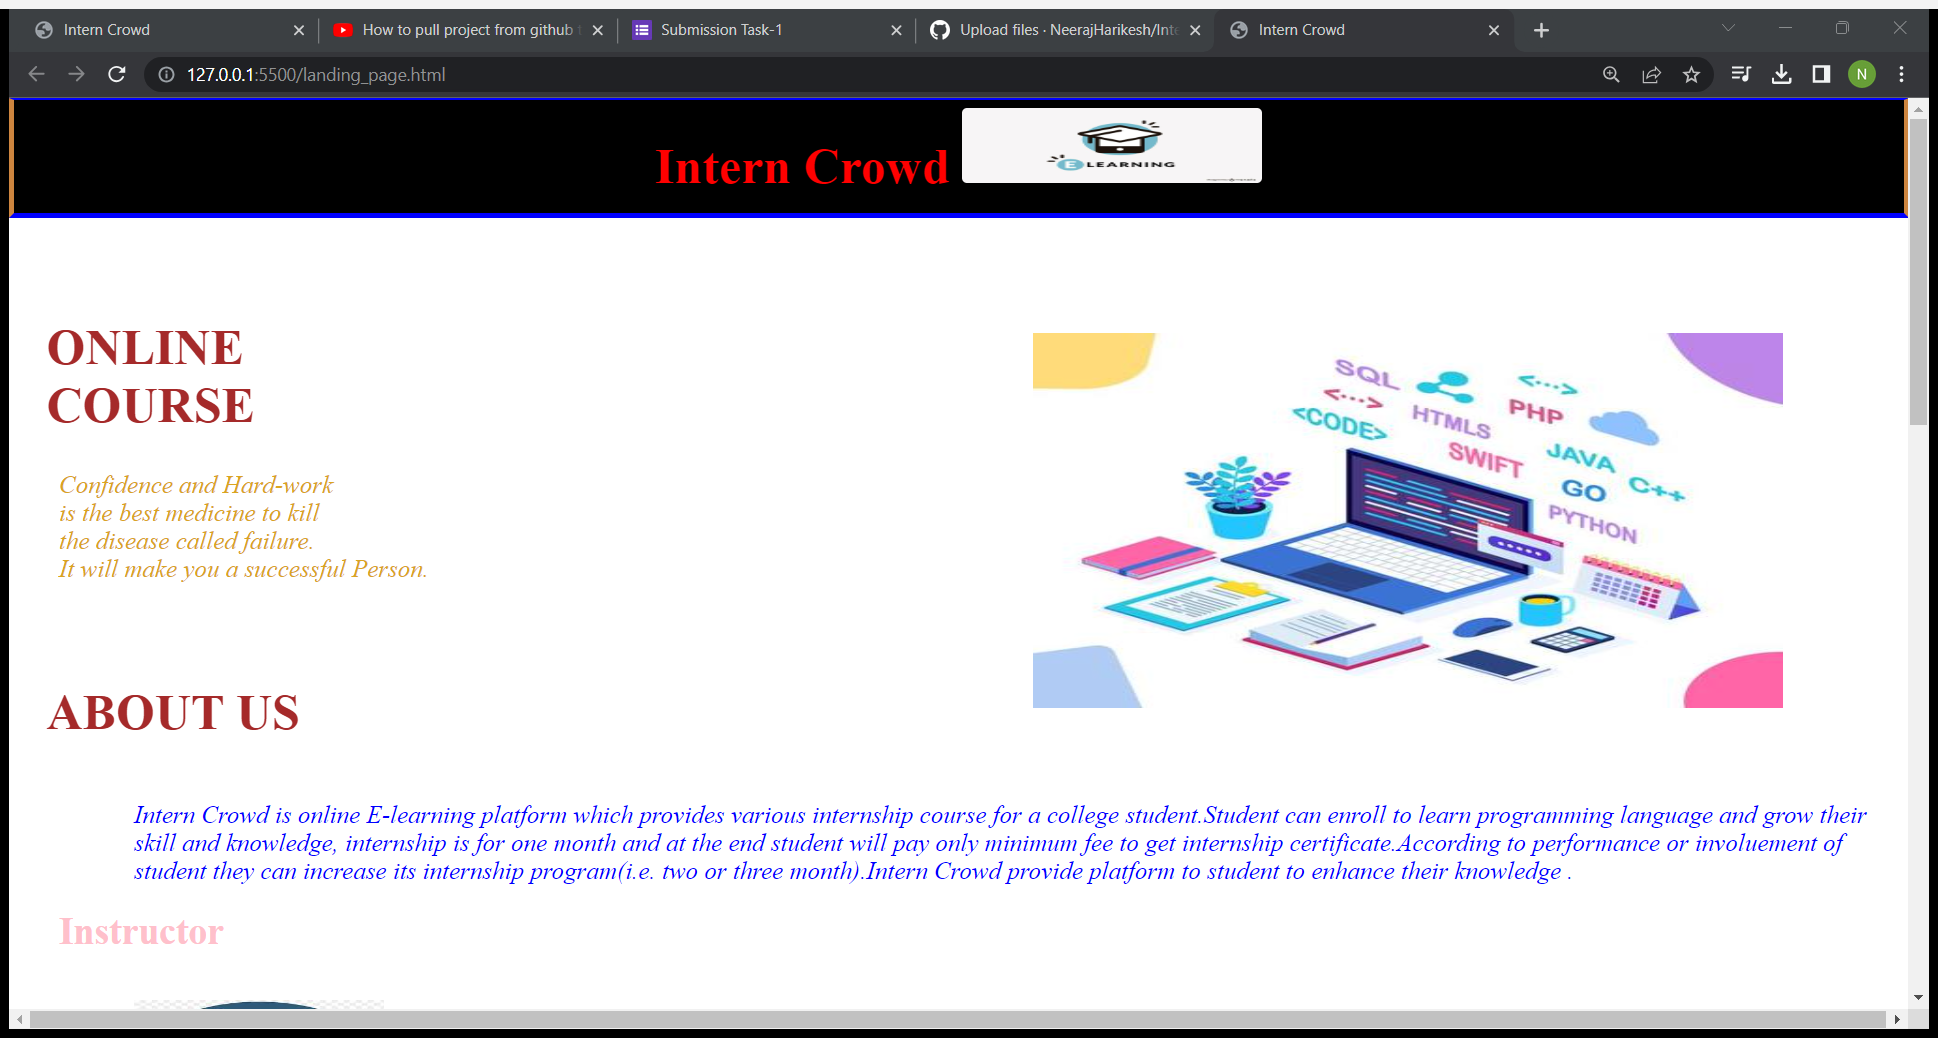 Intern Crowd
How to pull project from github
Submission Task-1
Upload files · NeerajHarikesh/Inte
Intern Crowd
127.0.0.1:5500/landing_page.html
N
Intern Crowd
E LEARNING
ONLINE
COURSE
Confidence and Hard-work
is the best medicine to kill
the disease called failure.
It will make you a successful Person.
SQL
PHP
<CODE>
HTMLS
SWIFT
JAVA
GO
C++
PYTHON
ABOUT US
Intern Crowd is online E-learning platform which provides various internship course for a college student.Student can enroll to learn programming language and grow their
skill and knowledge, internship is for one month and at the end student will pay only minimum fee to get internship certificate.According to performance or involuement of
student they can increase its internship program(i.e. two or three month).Intern Crowd provide platform to student to enhance their knowledge .
Instructor